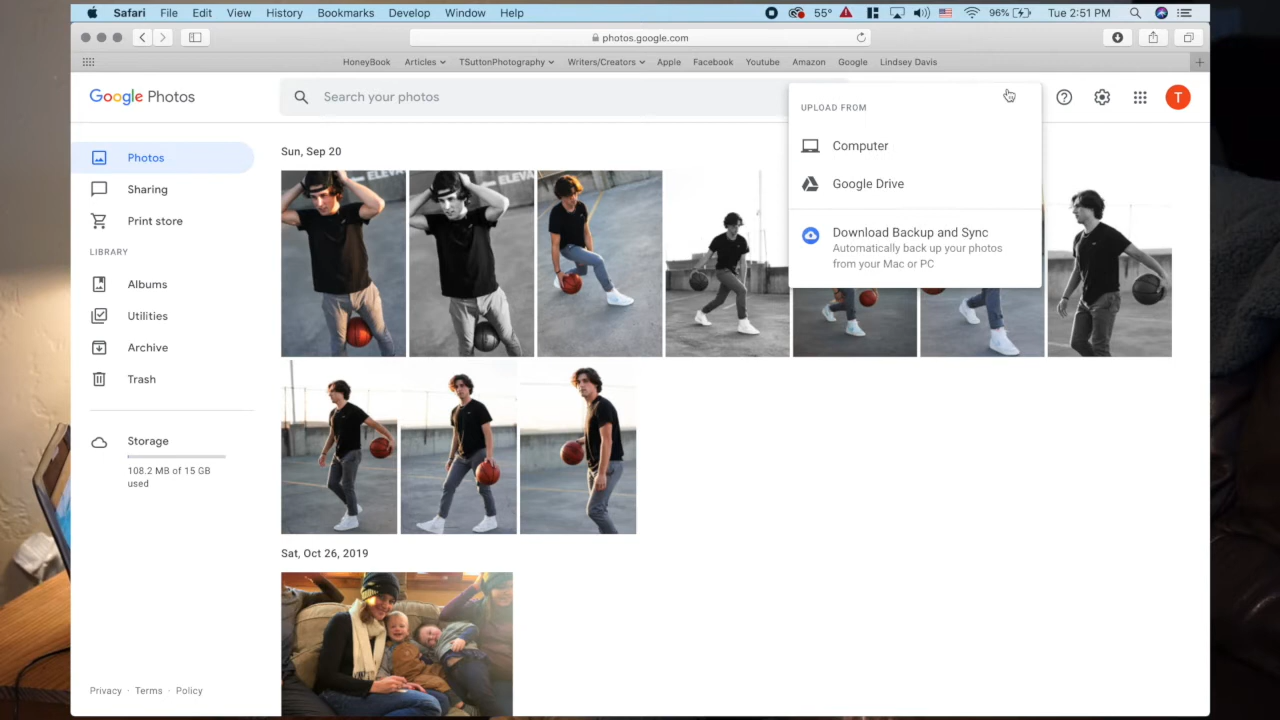 Safari File Edit View History Bookmarks Develop Window Help 55° 96% Tue 2:51 PM
photos.google.com
HoneyBook Articles TSuttonPhotography Writers/Creators Apple Facebook Youtube Amazon Google Lindsey Davis
Google Photos
Search your photos
T
UPLOAD FROM
Computer
Google Drive
Download Backup and Sync
Automatically back up your photos
from your Mac or PC
Photos
Sharing
Print store
LIBRARY
Albums
Utilities
Archive
Trash
Storage
108.2 MB of 15 GB
used
Privacy · Terms · Policy
Sun, Sep 20
ELEVA
ELEV
Sat, Oct 26, 2019